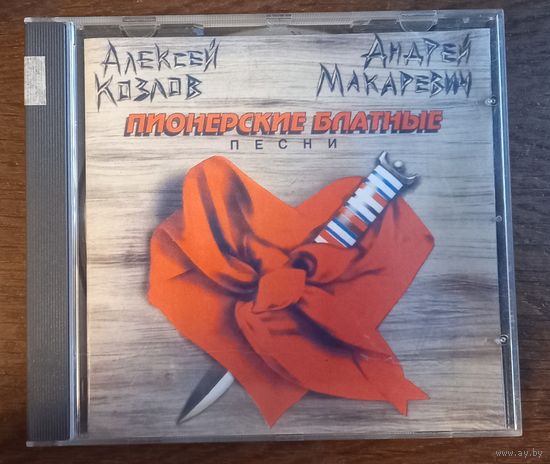 Алексей Андрей
Козлов Макаревич
ПИОНЕРСКИЕ БЛАТНЫЕ
ПЕСНИ
© www.ay.by